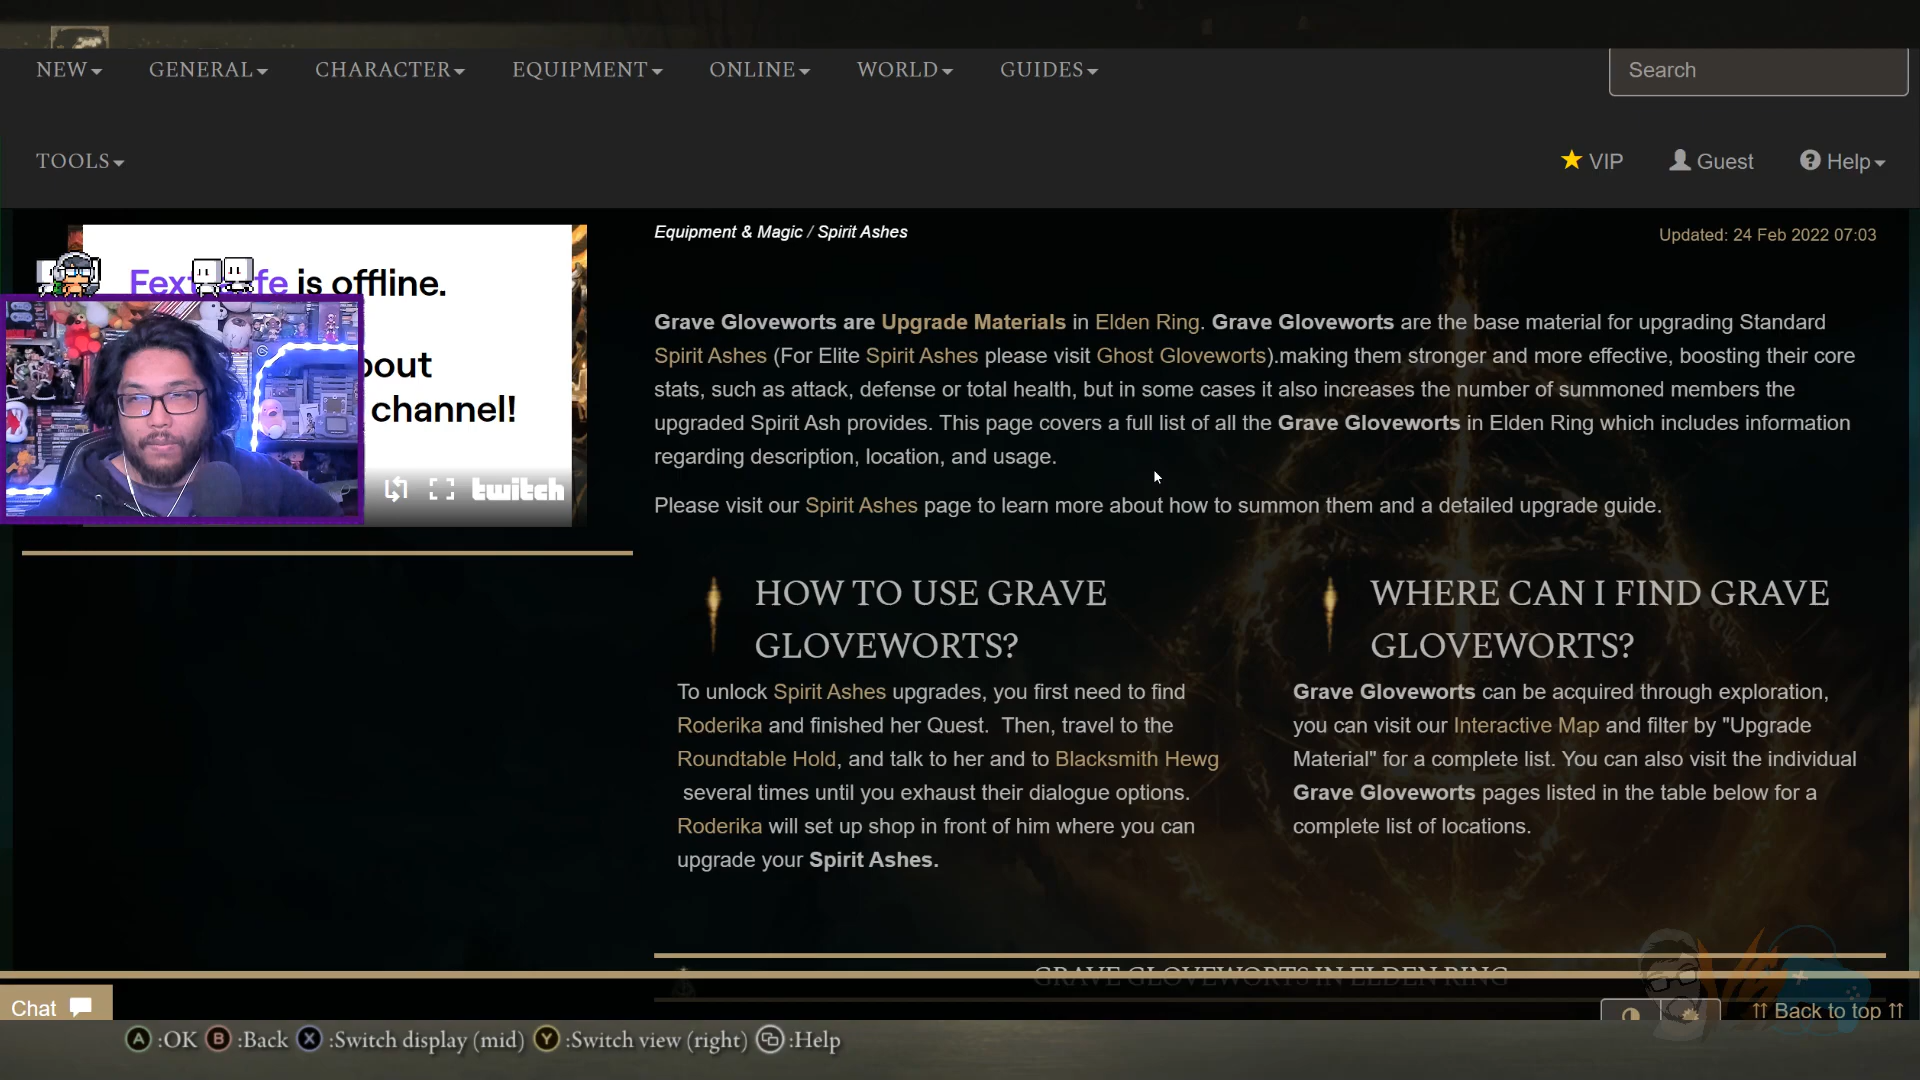 NEW GENERAL CHARACTER EQUIPMENT ONLINE WORLD GUIDES Search
TOOLS VIP Guest Help
Equipment & Magic / Spirit Ashes
Updated: 24 Feb 2022 07:03
is offline.
channel!
twitch
Grave Gloveworts are Upgrade Materials in Elden Ring. Grave Gloveworts are the base material for upgrading Standard
Spirit Ashes (For Elite Spirit Ashes please visit Ghost Gloveworts).making them stronger and more effective, boosting their core
stats, such as attack, defense or total health, but in some cases it also increases the number of summoned members the
upgraded Spirit Ash provides. This page covers a full list of all the Grave Gloveworts in Elden Ring which includes information
regarding description, location, and usage.
Please visit our Spirit Ashes page to learn more about how to summon them and a detailed upgrade guide.
HOW TO USE GRAVE
GLOVEWORTS?
To unlock Spirit Ashes upgrades, you first need to find
Roderika and finished her Quest. Then, travel to the
Roundtable Hold, and talk to her and to Blacksmith Hewg
several times until you exhaust their dialogue options.
Roderika will set up shop in front of him where you can
upgrade your Spirit Ashes.
WHERE CAN I FIND GRAVE
GLOVEWORTS?
Grave Gloveworts can be acquired through exploration,
you can visit our Interactive Map and filter by "Upgrade
Material" for a complete list. You can also visit the individual
Grave Gloveworts pages listed in the table below for a
complete list of locations.
GRAVE GLOVEWORTS IN ELDEN RING
Chat
⇈ Back to top ⇈
A :OK B :Back X :Switch display (mid) Y :Switch view (right) :Help